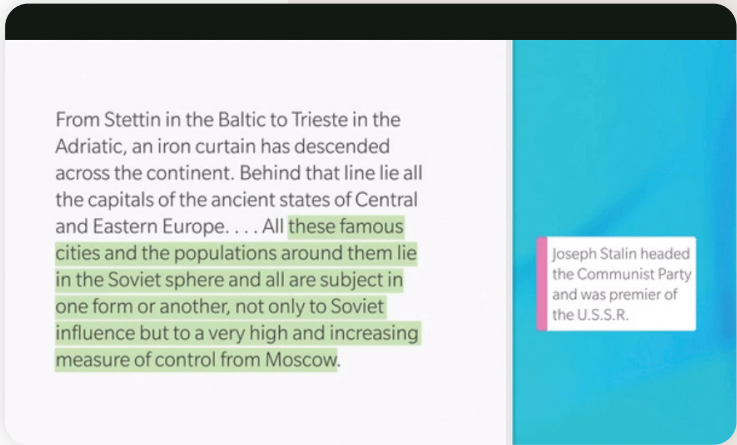 From Stettin in the Baltic to Trieste in the
Adriatic, an iron curtain has descended
across the continent. Behind that line lie all
the capitals of the ancient states of Central
and Eastern Europe. . . . All these famous
cities and the populations around them lie
in the Soviet sphere and all are subject in
one form or another, not only to Soviet
influence but to a very high and increasing
measure of control from Moscow.
Joseph Stalin headed
the Communist Party
and was premier of
the U.S.S.R.